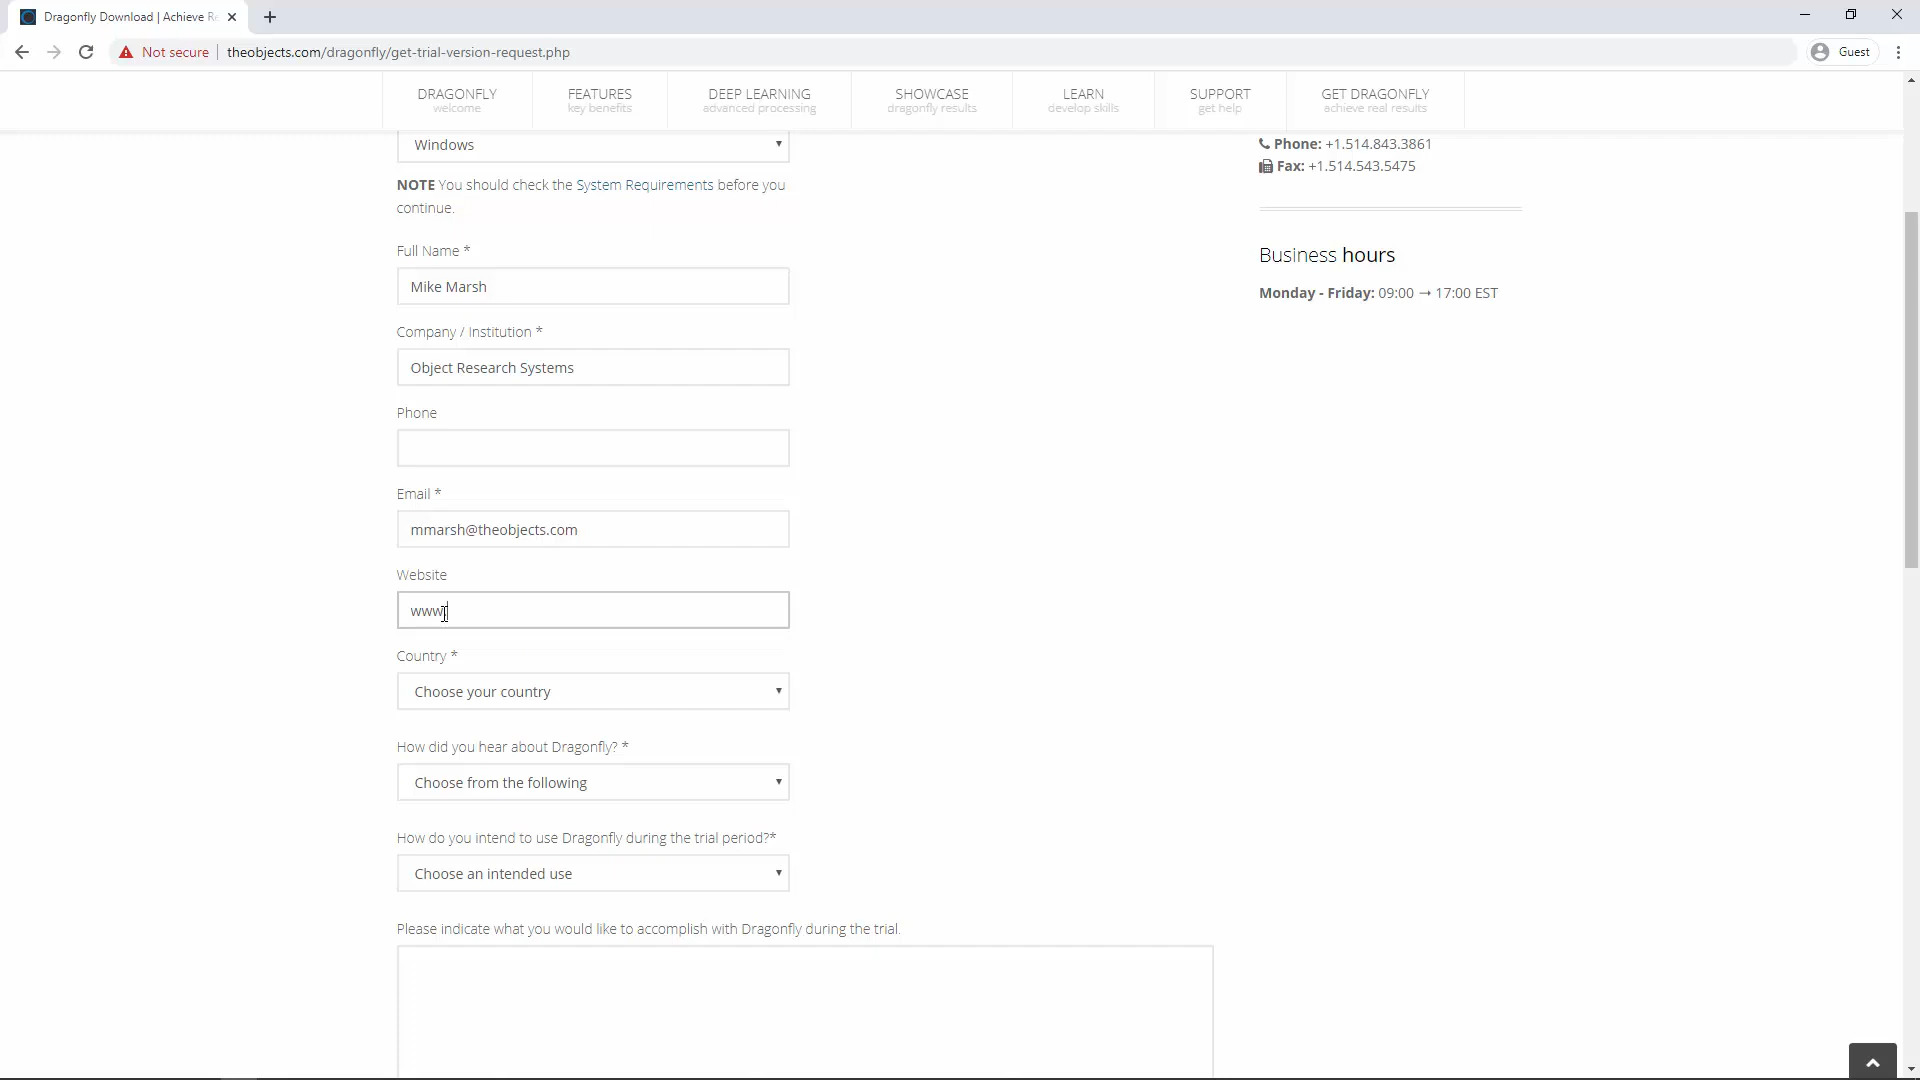 Dragonfly Download | Achieve Re
Not secure theobjects.com/dragonfly/get-trial-version-request.php Guest
DRAGONFLY FEATURES DEEP LEARNING SHOWCASE LEARN SUPPORT GET DRAGONFLY
welcome key benefits advanced processing dragonfly results develop skills get help achieve real results
Windows
NOTE You should check the System Requirements before you
continue.
Full Name *
Mike Marsh
Company / Institution *
Object Research Systems
Phone
Email *
mmarsh@theobjects.com
Website
www.
Country *
Choose your country
How did you hear about Dragonfly? *
Choose from the following
How do you intend to use Dragonfly during the trial period?*
Choose an intended use
Please indicate what you would like to accomplish with Dragonfly during the trial.
Phone: +1.514.843.3861
Fax: +1.514.543.5475
Business hours
Monday - Friday: 09:00 → 17:00 EST